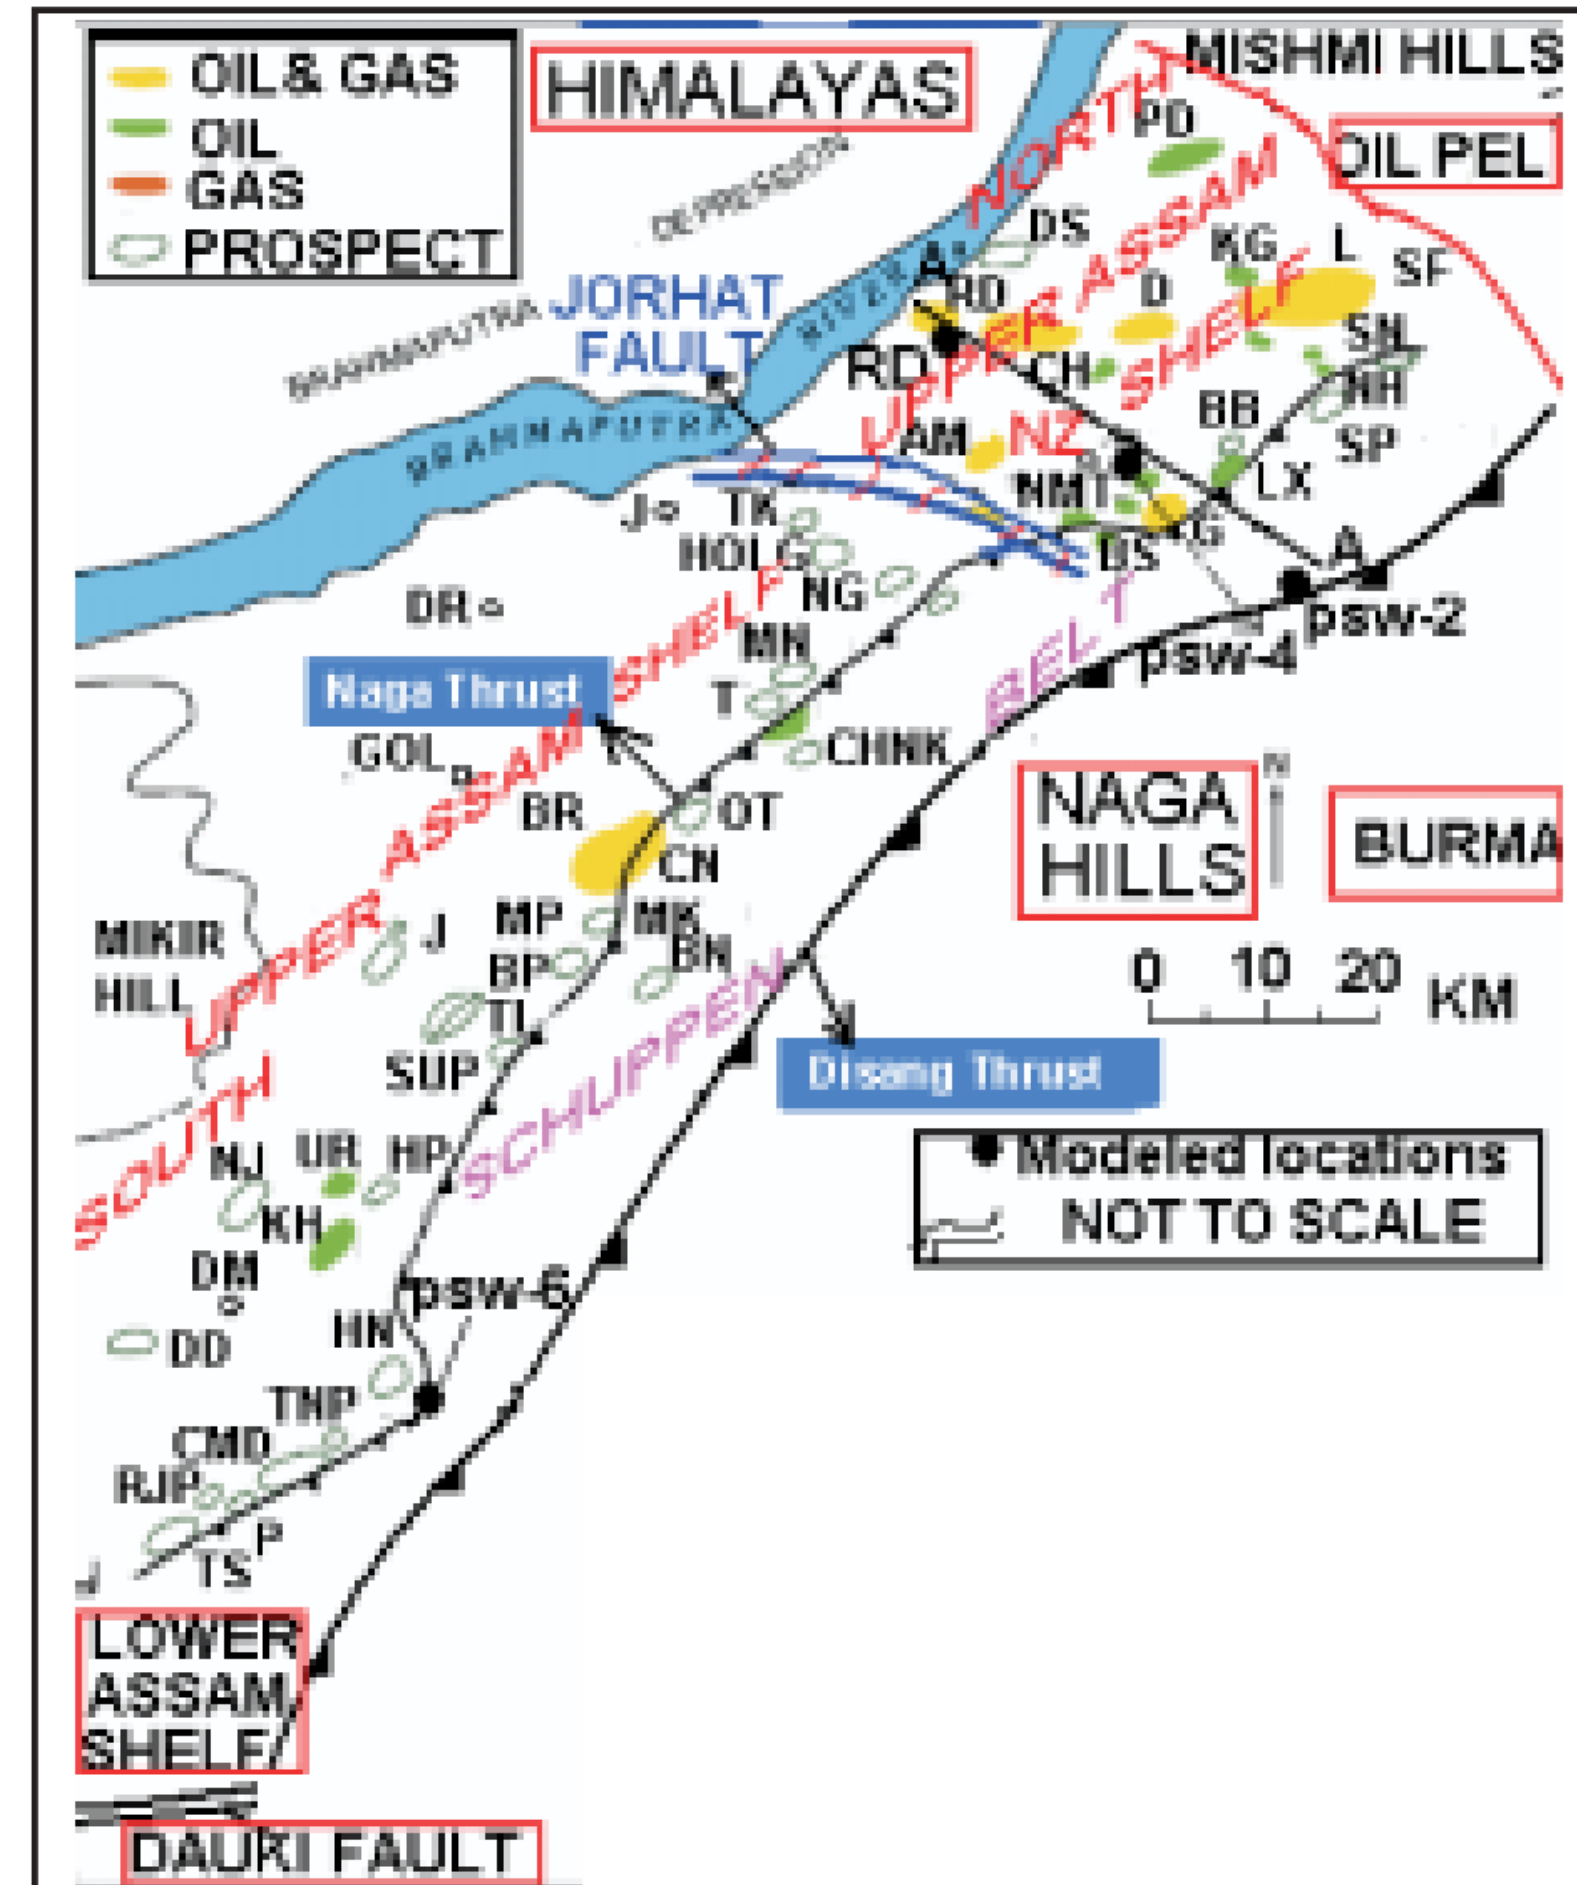 OIL& GAS
OIL
GAS
PROSPECT
HIMALAYAS
MISHMI HILLS
OIL PEL
DEPRESSION
BRAHMAPUTRA
JORHAT
FAULT
BRAHMAPUTRA
RIVER
NORTH
UPPER ASSAM
SHELF
PD
DS
KG
L
SF
A
RD
D
RD
CH
SNL
NH
BB
SP
AM
NZ
LX
NMT
G
DS
A
psw-2
psw-4
J
TK
HOLG
NG
DR
MN
T
CHNK
Naga Thrust
GOL
BR
OT
CN
UPPER ASSAM SHELF
BELT
NAGA
HILLS
N
BURMA
0 10 20 KM
MIKIR
HILL
J
MP
MK
BP
BN
TI
SUP
SCHUPPEN
Disang Thrust
SOUTH
NJ
UR
HP
KH
DM
DD
psw-6
HN
TNP
CMD
RJP
P
TS
J
Modeled locations
NOT TO SCALE
LOWER
ASSAM
SHELF
DAUKI FAULT